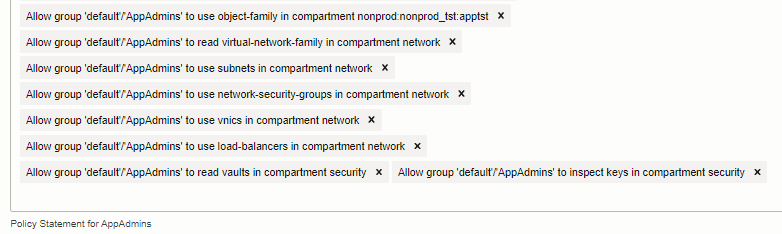 Allow group 'default'/'AppAdmins' to use object-family in compartment nonprod:nonprod_tst:apptst ×
Allow group 'default'/'AppAdmins' to read virtual-network-family in compartment network ×
Allow group 'default'/'AppAdmins' to use subnets in compartment network ×
Allow group 'default'/'AppAdmins' to use network-security-groups in compartment network ×
Allow group 'default'/'AppAdmins' to use vnics in compartment network ×
Allow group 'default'/'AppAdmins' to use load-balancers in compartment network ×
Allow group 'default'/'AppAdmins' to read vaults in compartment security × Allow group 'default'/'AppAdmins' to inspect keys in compartment security ×
Policy Statement for AppAdmins